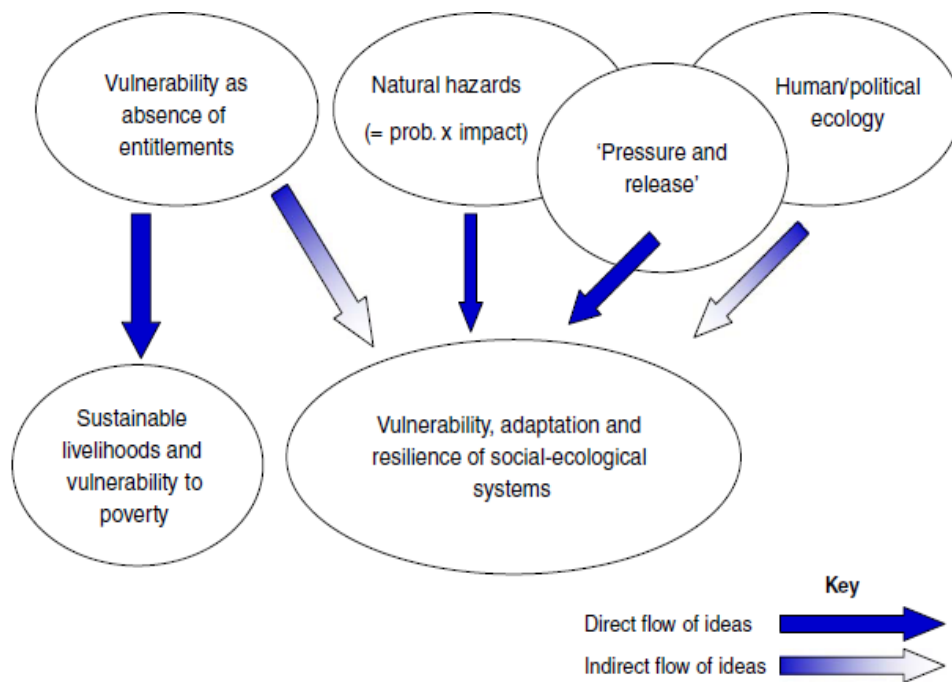 Vulnerability as
absence of
entitlements
Natural hazards
(= prob. x impact)
'Pressure and
release'
Human/political
ecology
Sustainable
livelihoods and
vulnerability to
poverty
Vulnerability, adaptation and
resilience of social-ecological
systems
Key
Direct flow of ideas
Indirect flow of ideas